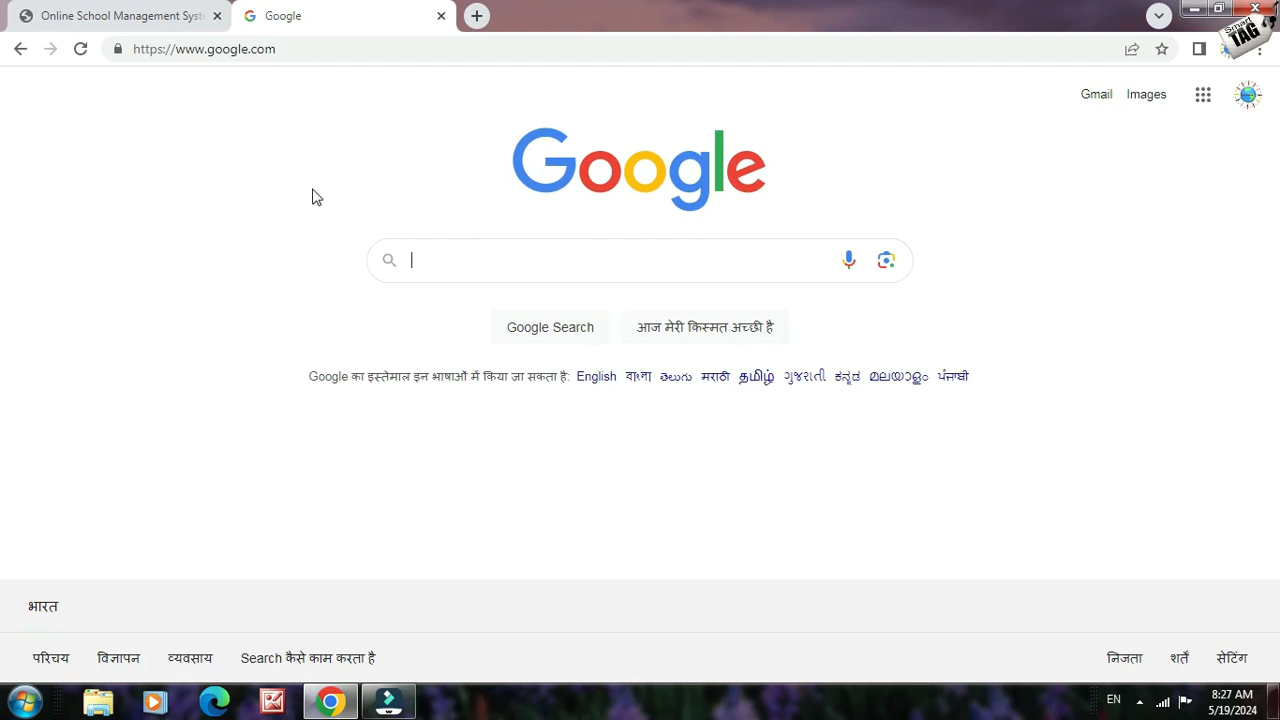 Online School Management Syst
Google
https://www.google.com
Smart
TAG
Gmail
Images
Google
Google Search
आज मेरी किस्मत अच्छी है
Google का इस्तेमाल इन भाषाओं में किया जा सकता है: English বাংলা తెలుగు मराठी தமிழ் ગુજરાતી ಕನ್ನಡ മലയാളം ਪੰਜਾਬੀ
भारत
परिचय
विज्ञापन
व्यवसाय
Search कैसे काम करता है
निजता
शर्तें
सेटिंग
EN
8:27 AM
5/19/2024